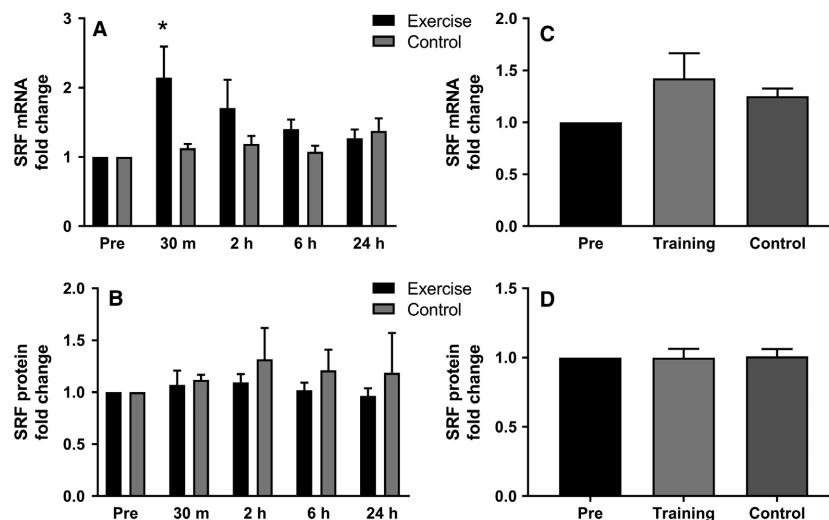 A
*
Exercise
Control
SRF mRNA
fold change
3
2
1
0
Pre 30 m 2 h 6 h 24 h
C
SRF mRNA
fold change
2.0
1.5
1.0
0.5
0.0
Pre Training Control
B
Exercise
Control
SRF protein
fold change
2.0
1.5
1.0
0.5
0.0
Pre 30 m 2 h 6 h 24 h
D
SRF protein
fold change
2.0
1.5
1.0
0.5
0.0
Pre Training Control